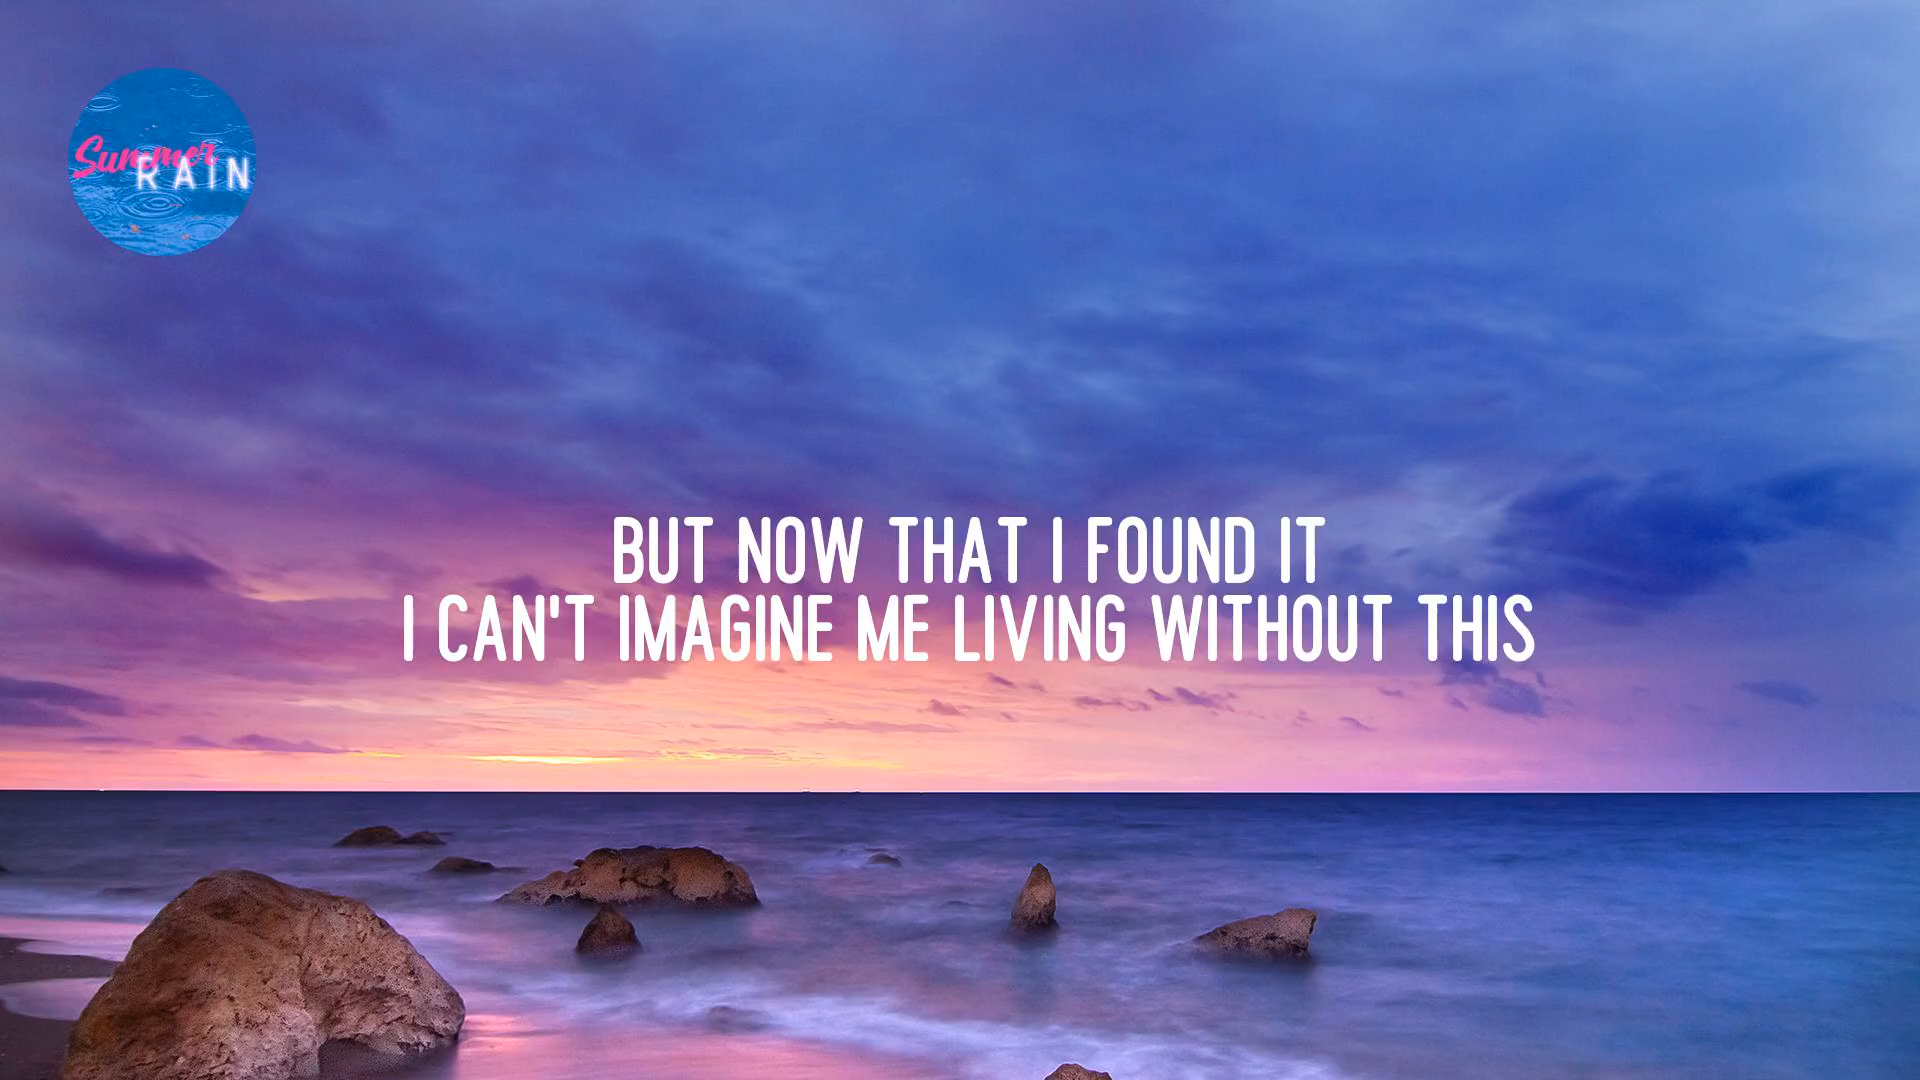 Summer
RAIN
BUT NOW THAT I FOUND IT
I CAN'T IMAGINE ME LIVING WITHOUT THIS